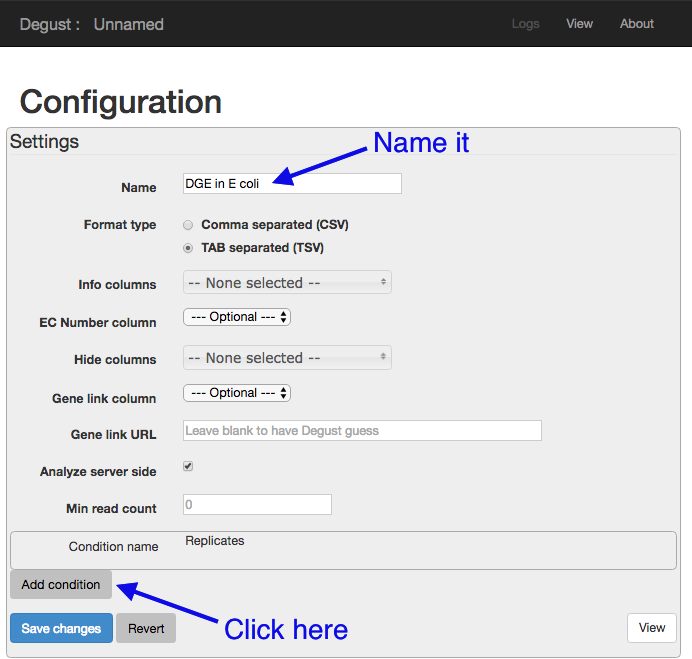 Degust : Unnamed Logs View About
Configuration
Settings
Name it
Name DGE in E coli
Format type Comma separated (CSV)
TAB separated (TSV)
Info columns -- None selected --
EC Number column --- Optional ---
Hide columns -- None selected --
Gene link column --- Optional ---
Gene link URL Leave blank to have Degust guess
Analyze server side
Min read count 0
Condition name Replicates
Add condition
Click here
Save changes Revert View